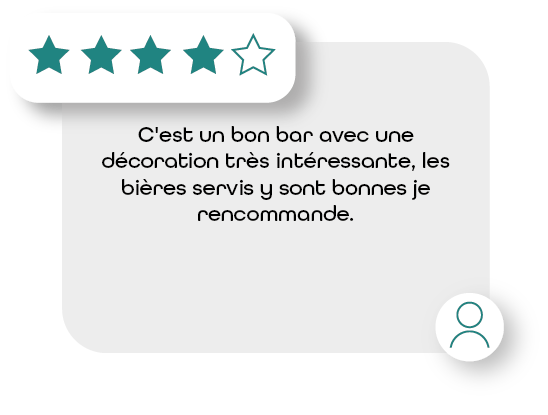 C'est un bon bar avec une
décoration très intéressante, les
bières servis y sont bonnes je
rencommande.